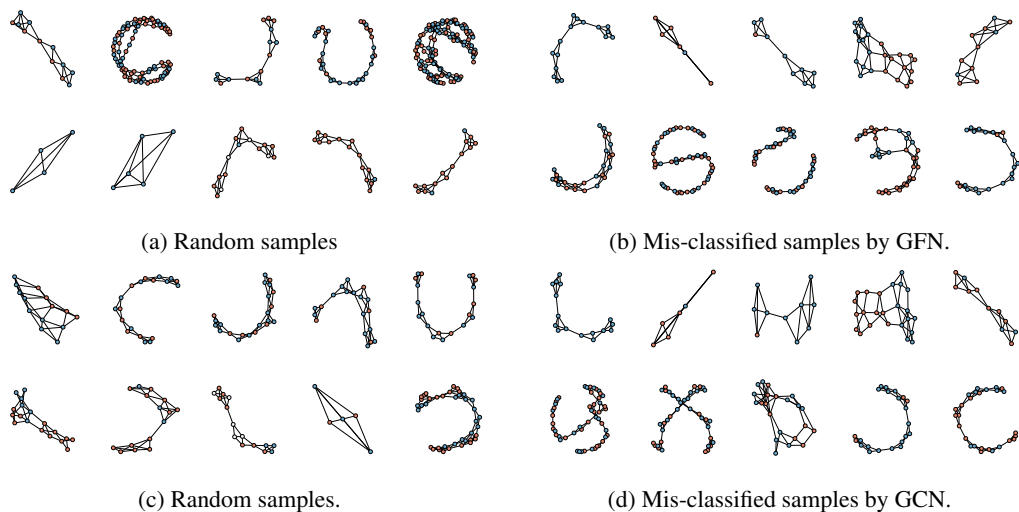 (a) Random samples
(b) Mis-classified samples by GFN.
(c) Random samples.
(d) Mis-classified samples by GCN.